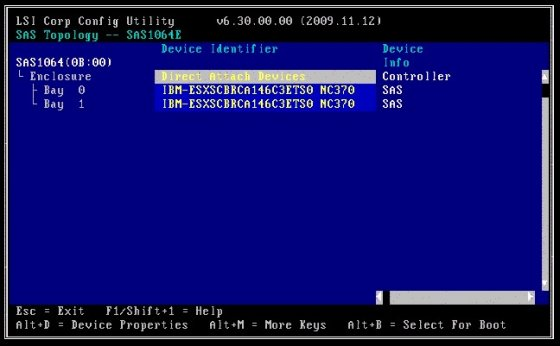 LSI Corp Config Utility v6.30.00.00 (2009.11.12)
SAS Topology -- SAS1064E
Device Identifier Device
SAS1064(0B:00) Info
Enclosure Direct Attach Devices Controller
Bay 0 IBM-ESXSCBRCA146C3ETS0 NC370 SAS
Bay 1 IBM-ESXSCBRCA146C3ETS0 NC370 SAS
Esc = Exit F1/Shift+1 = Help
Alt+D = Device Properties Alt+M = More Keys Alt+B = Select For Boot